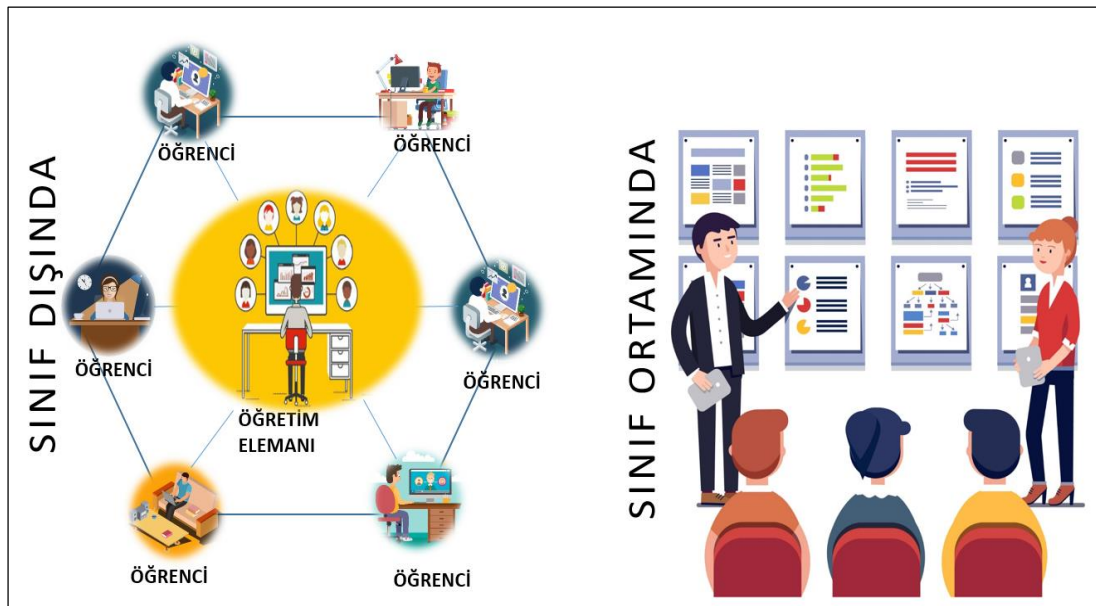 SINIF DIŞINDA
ÖĞRENCİ
ÖĞRENCİ
ÖĞRENCİ
ÖĞRENCİ
ÖĞRETİM
ELEMANI
ÖĞRENCİ
ÖĞRENCİ
SINIF ORTAMINDA